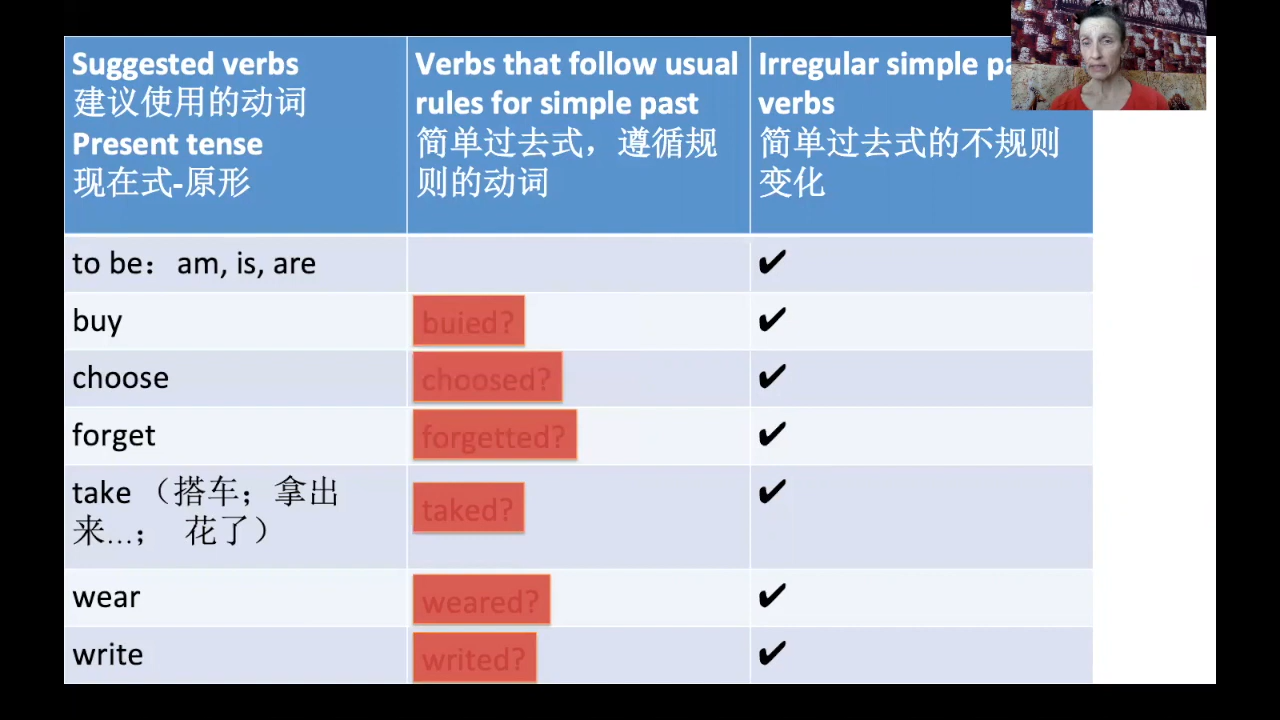 Suggested verbs
建议使用的动词
Present tense
现在式-原形
Verbs that follow usual
rules for simple past
简单过去式，遵循规
则的动词
Irregular simple
verbs
简单过去式的不规则
变化
to be：am, is, are
✔
buy
buied?
✔
choose
choosed?
✔
forget
forgetted?
✔
take （搭车；拿出
来...； 花了）
taked?
✔
wear
weared?
✔
write
writed?
✔